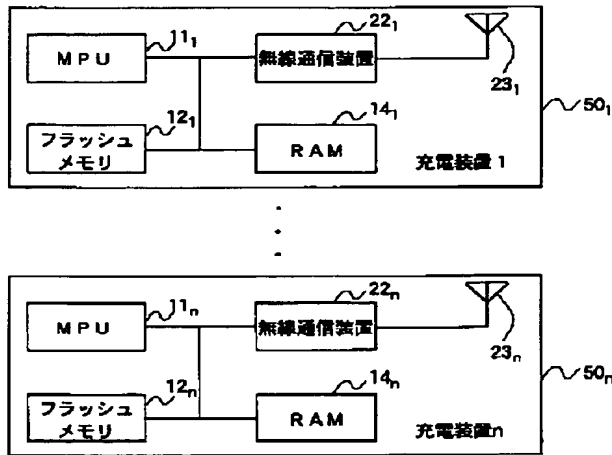 11₁
22₁
MPU
無線通信装置
23₁
50₁
12₁
14₁
フラッシュ
メモリ
RAM
充電装置1
・
・
・
11ₙ
22ₙ
MPU
無線通信装置
23ₙ
50ₙ
12ₙ
14ₙ
フラッシュ
メモリ
RAM
充電装置n